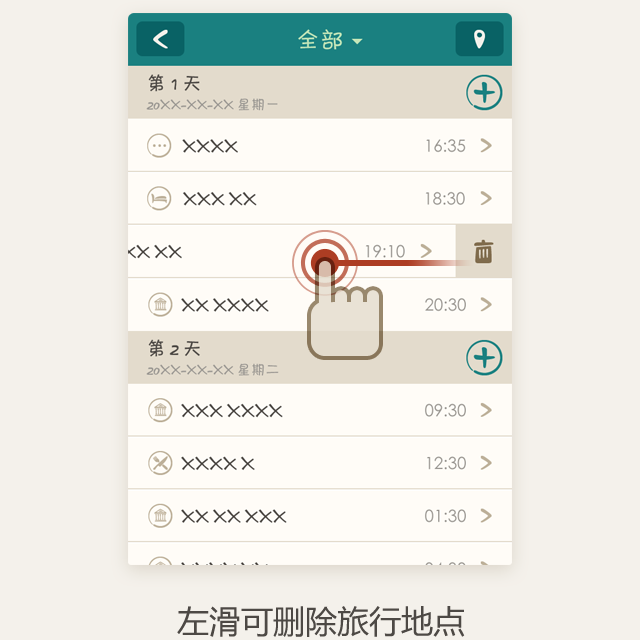 全部
第 1 天
20XX-XX-XX 星期一
XXXX 16:35
XXX XX 18:30
XX XX 19:10
XX XXXX 20:30
第 2 天
20XX-XX-XX 星期二
XXX XXXX 09:30
XXXX X 12:30
XX XX XXX 01:30
左滑可删除旅行地点